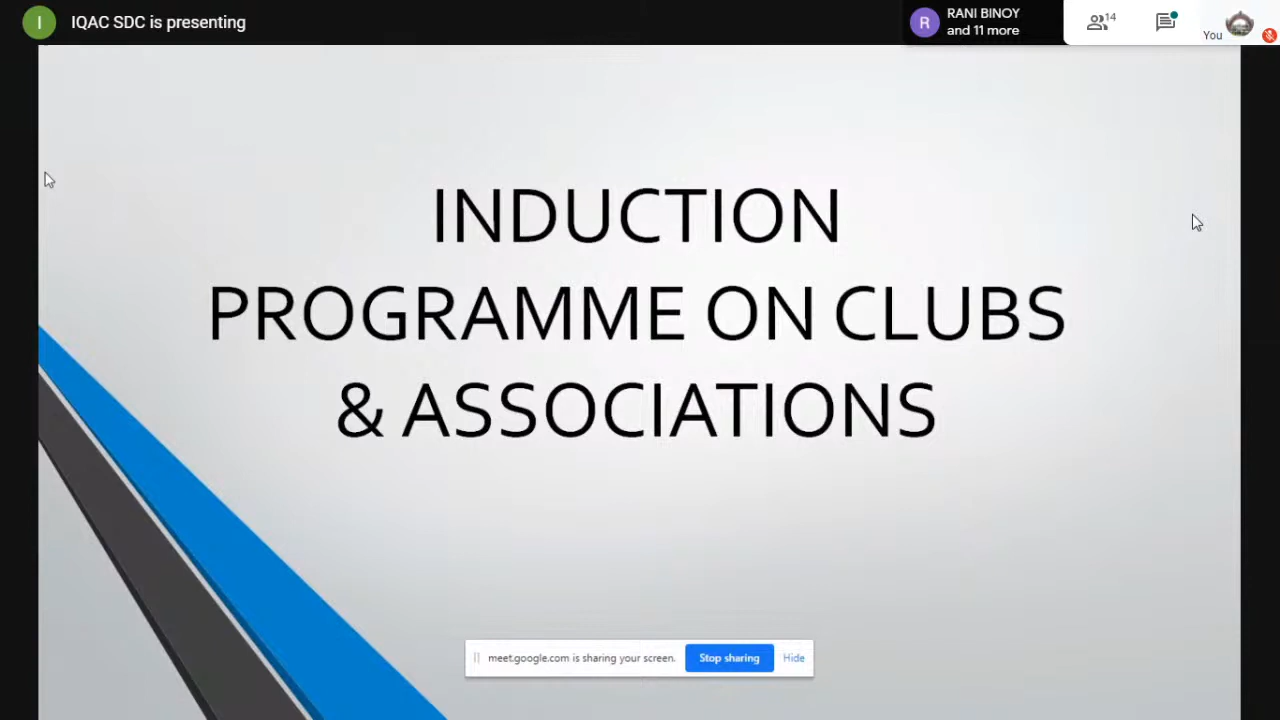 I
IQAC SDC is presenting
R
RANI BINOY
and 11 more
14
You
INDUCTION
PROGRAMME ON CLUBS
& ASSOCIATIONS
meet.google.com is sharing your screen.
Stop sharing
Hide